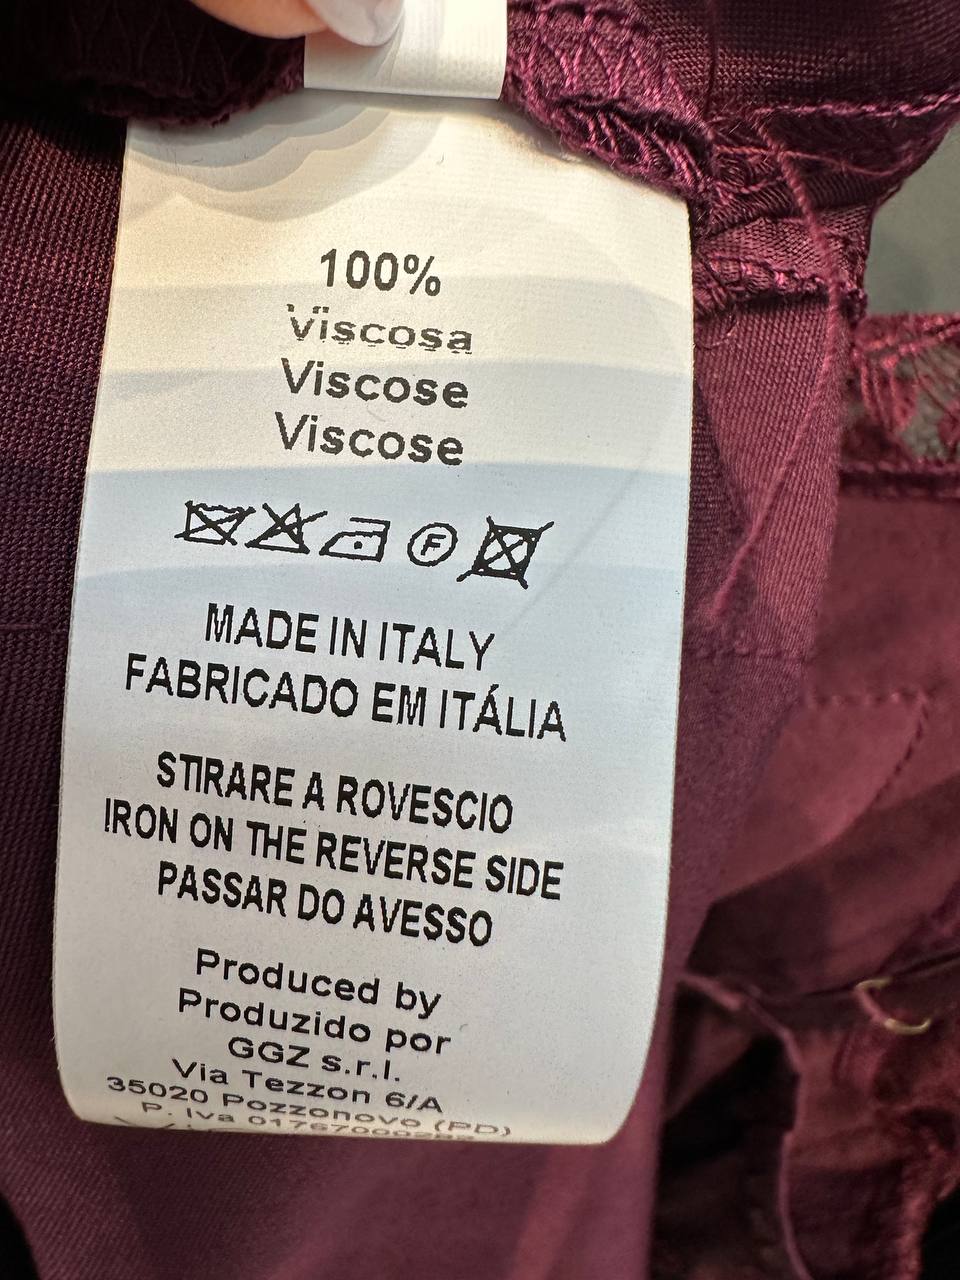 100%
Viscosa
Viscose
Viscose
F
MADE IN ITALY
FABRICADO EM ITÁLIA
STIRARE A ROVESCIO
IRON ON THE REVERSE SIDE
PASSAR DO AVESSO
Produced by
Produzido por
GGZ s.r.l.
Via Tezzon 6/A
35020 Pozzonovo (PD)
P. Iva